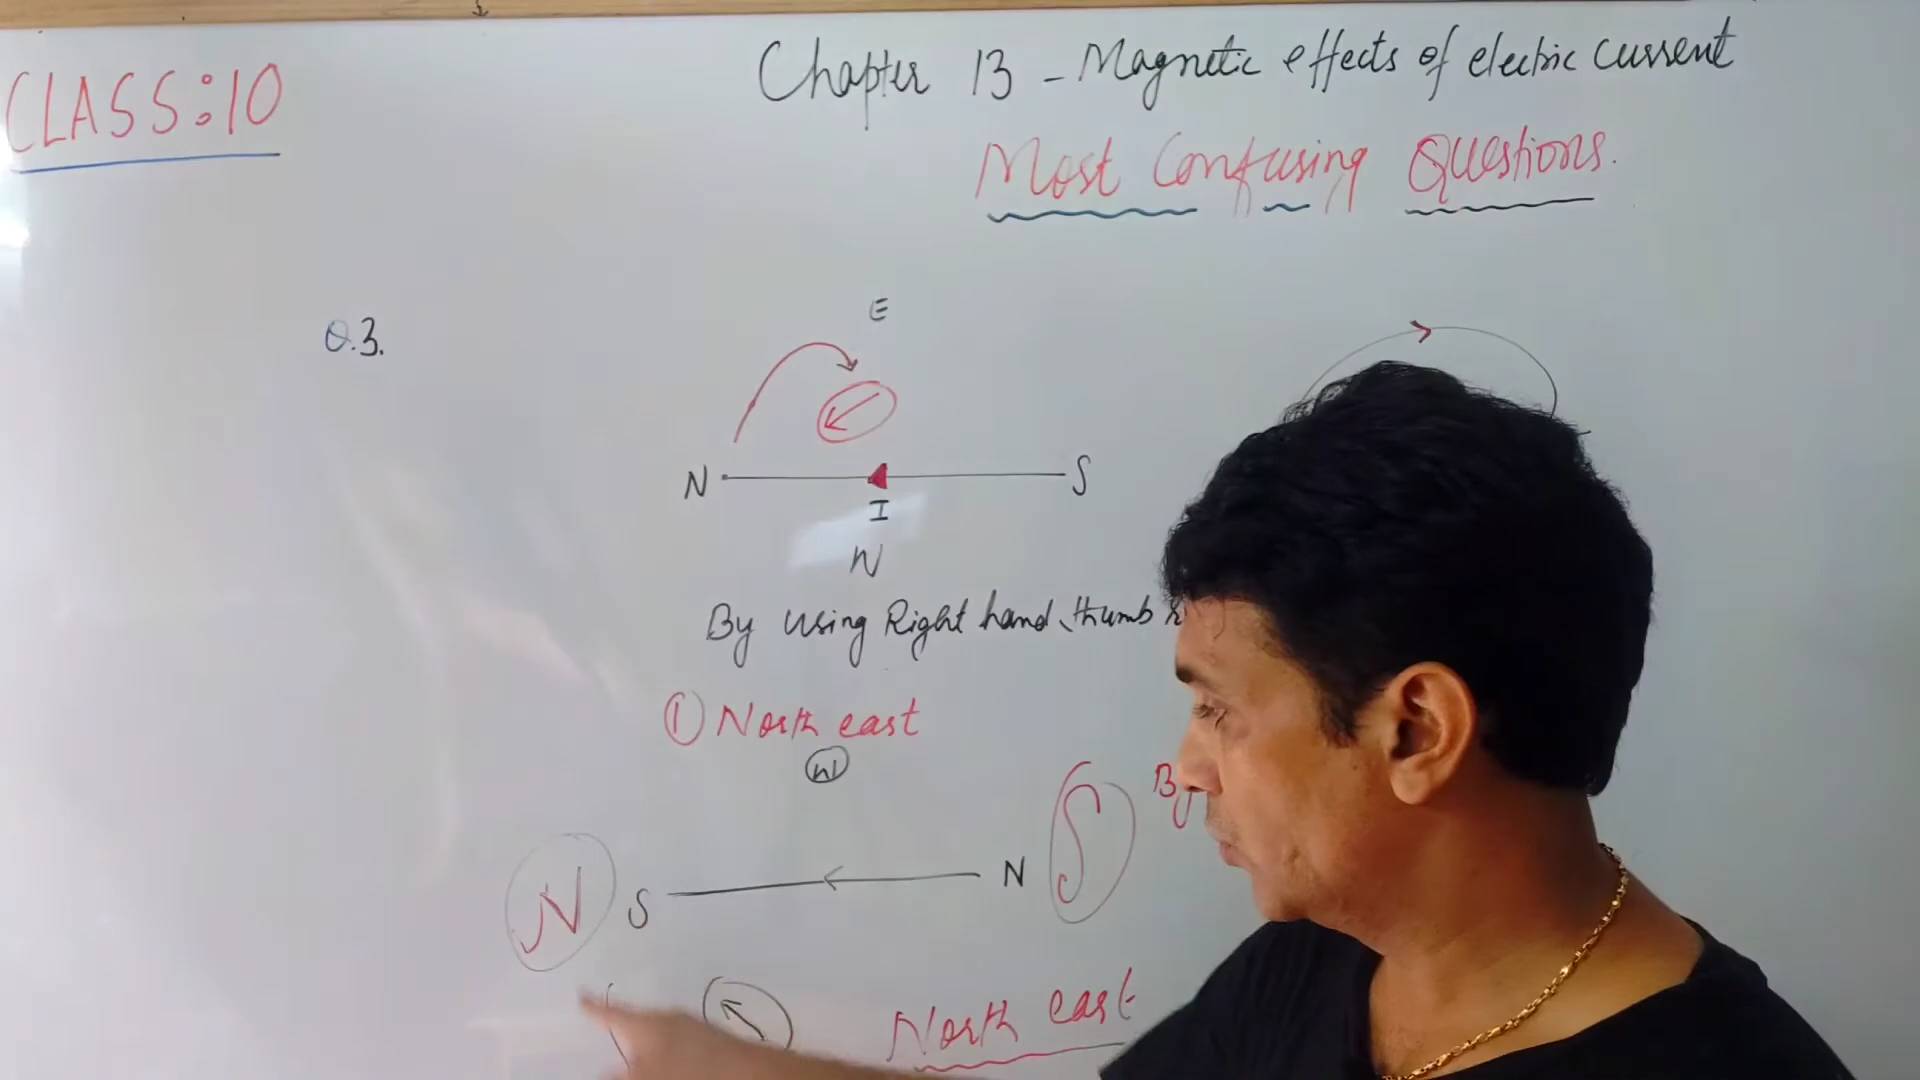 CLASS:10
Chapter 13 - Magnetic effects of electric current
Most Confusing Questions.
Q.3.
E
N
S
I
W
By using Right hand thumb
① North east
W
By
N S
N S
North east